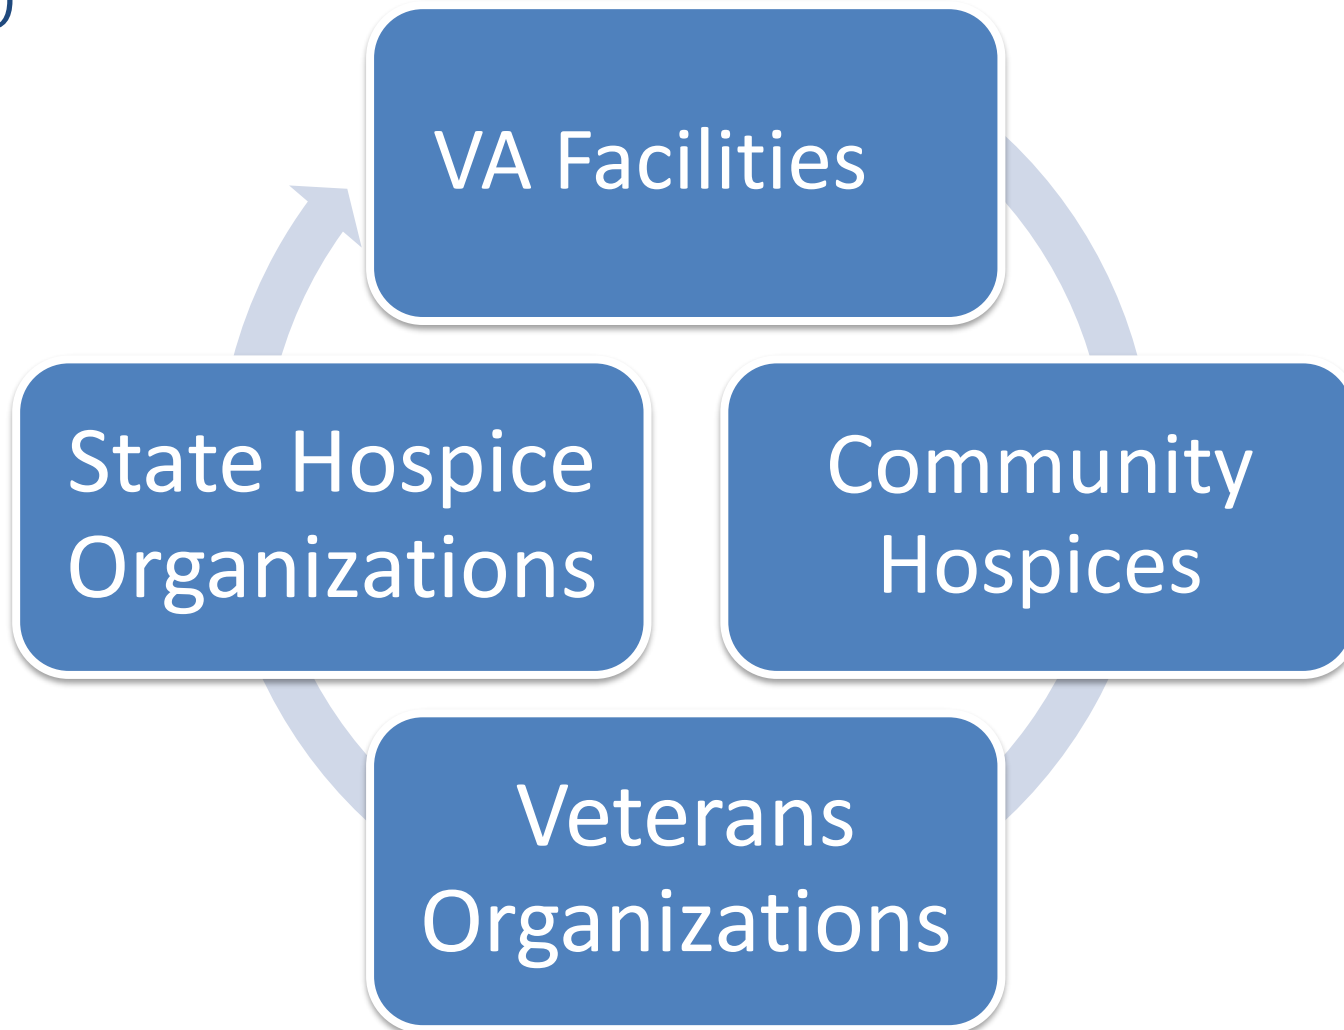 VA Facilities
State Hospice
Organizations
Community
Hospices
Veterans
Organizations